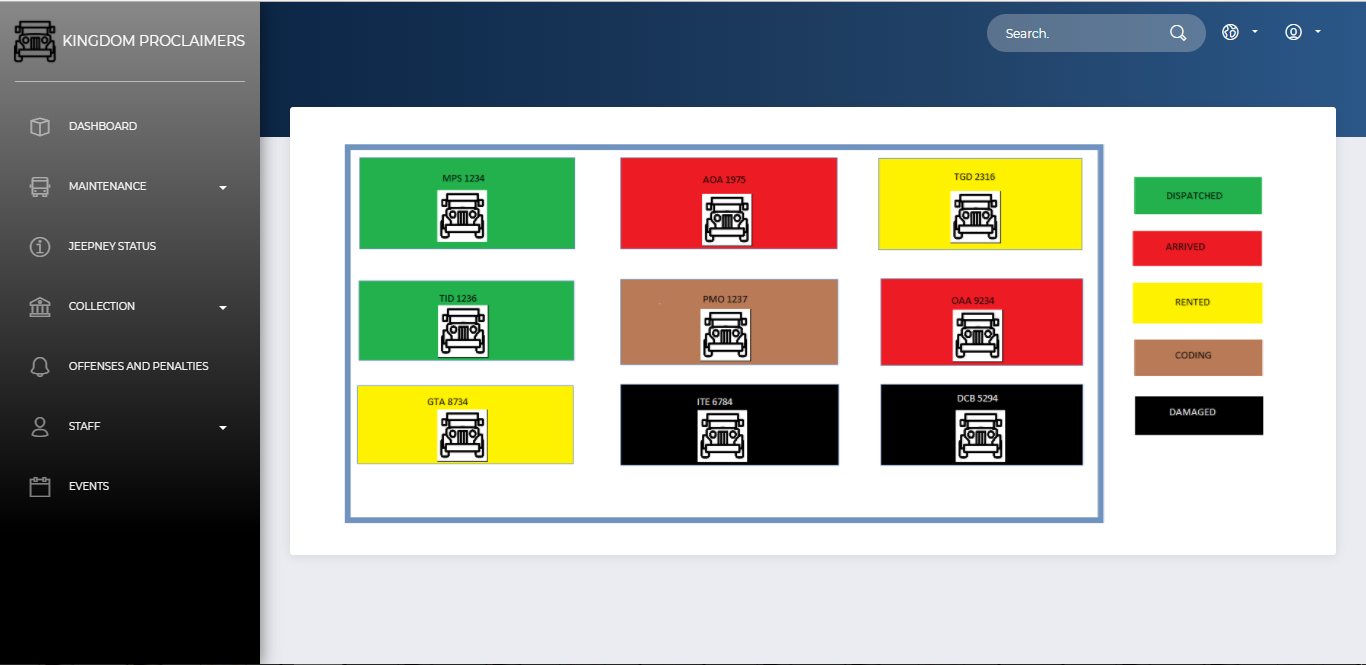 KINGDOM PROCLAIMERS
DASHBOARD
MAINTENANCE
JEEPNEY STATUS
COLLECTION
OFFENSES AND PENALTIES
STAFF
EVENTS
Search.
MPS 1234
AOA 1975
TGD 2316
TID 1236
PMO 1237
OAA 9234
GTA 8734
ITE 6784
DCB 5294
DISPATCHED
ARRIVED
RENTED
CODING
DAMAGED